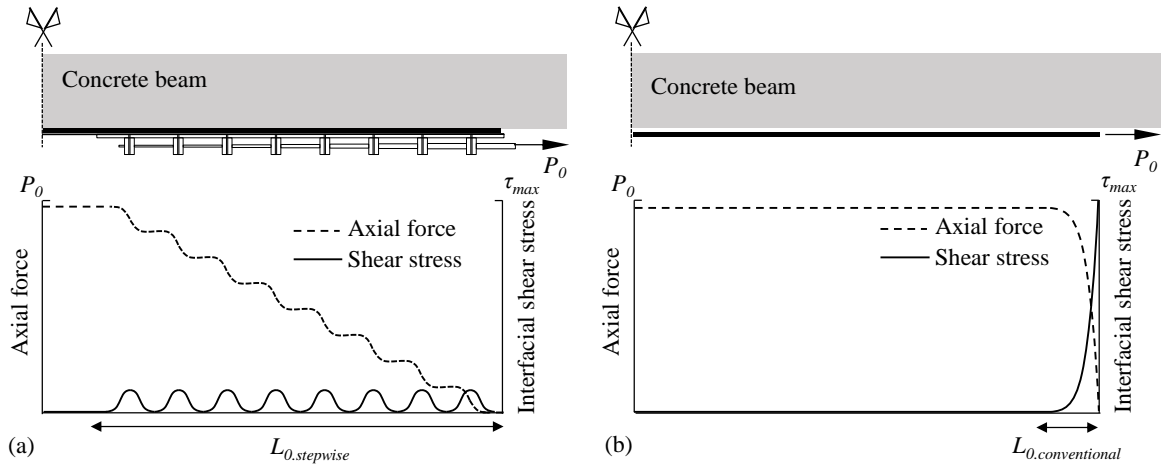 Concrete beam
P0
P0
τmax
Axial force
Shear stress
Axial force
Interfacial shear stress
(a)
L0.stepwise
Concrete beam
P0
P0
τmax
Axial force
Shear stress
Axial force
Interfacial shear stress
(b)
L0.conventional